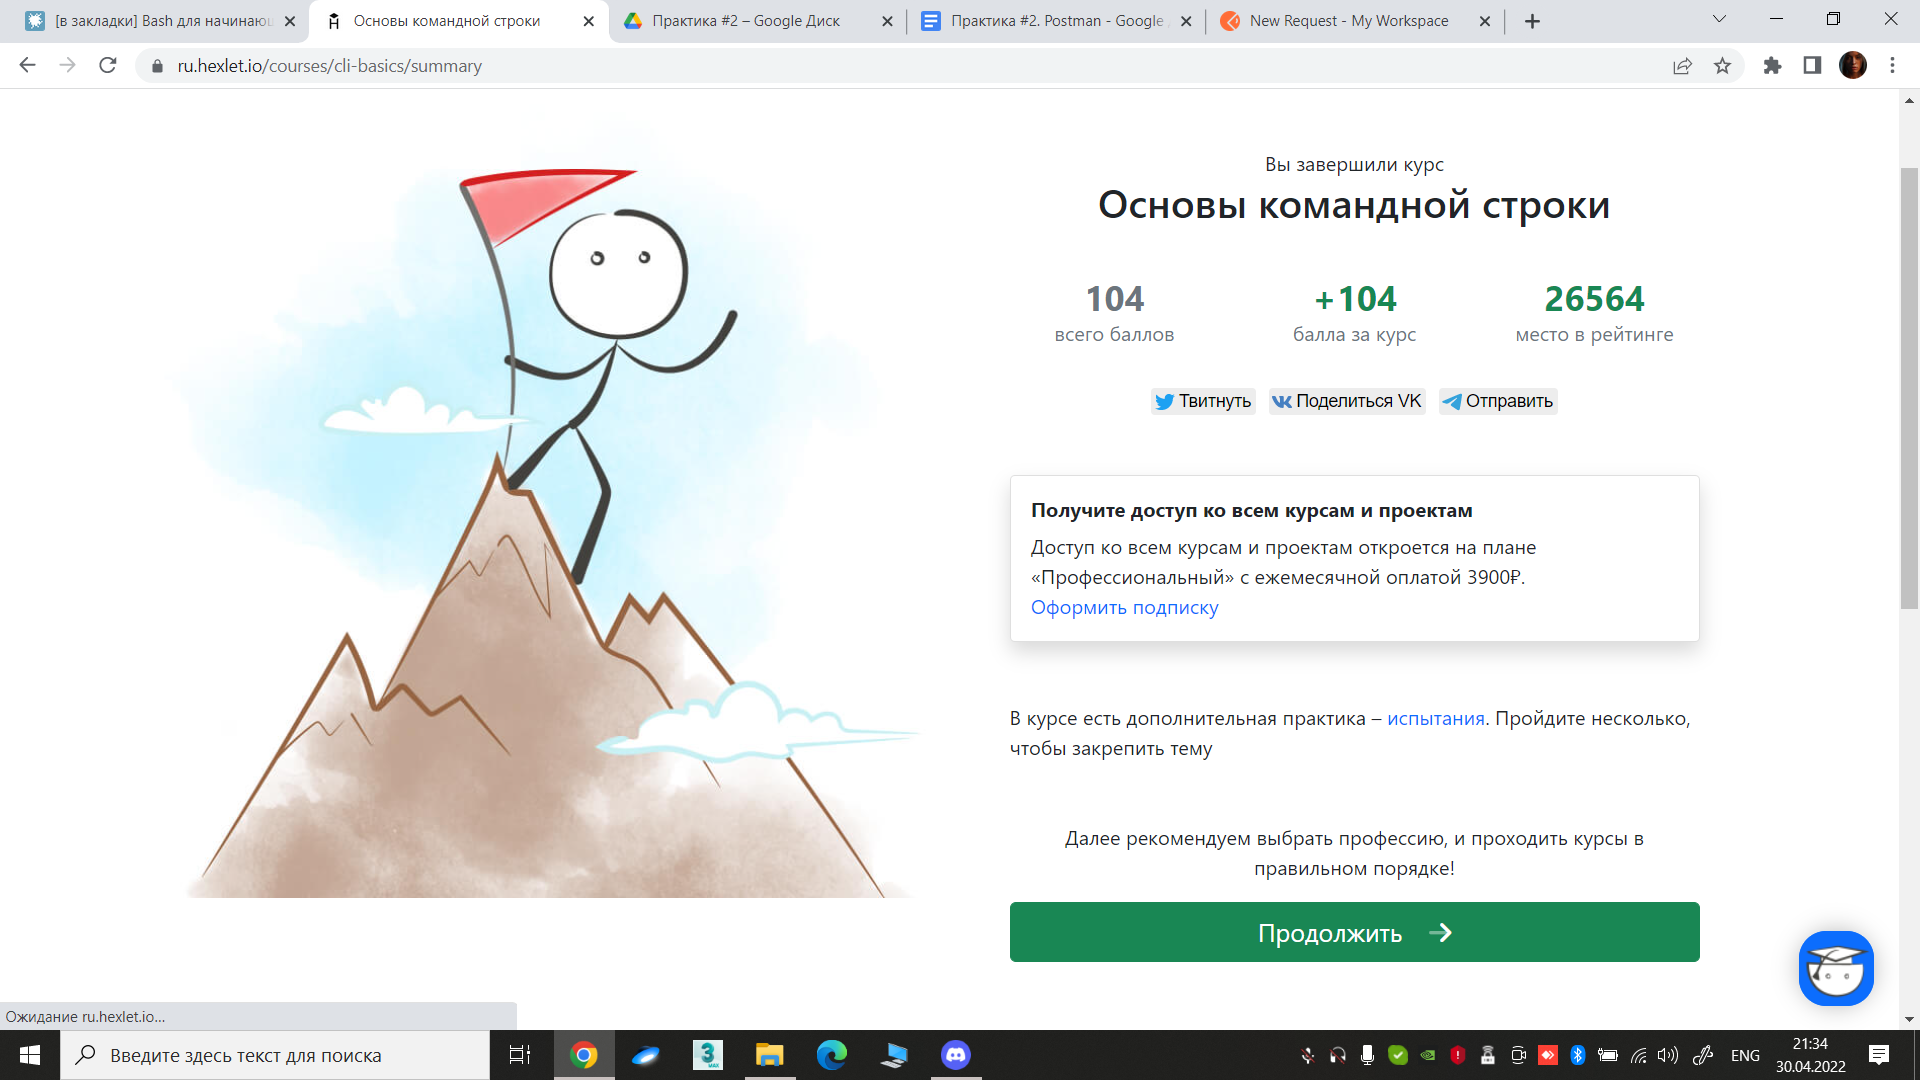 [в закладки] Bash для начинающ
Основы командной строки
Практика #2 – Google Диск
Практика #2. Postman - Google
New Request - My Workspace
ru.hexlet.io/courses/cli-basics/summary
Вы завершили курс
Основы командной строки
104
всего баллов
+104
балла за курс
26564
место в рейтинге
Твитнуть
Поделиться VK
Отправить
Получите доступ ко всем курсам и проектам
Доступ ко всем курсам и проектам откроется на плане
«Профессиональный» с ежемесячной оплатой 3900₽.
Оформить подписку
В курсе есть дополнительная практика – испытания. Пройдите несколько,
чтобы закрепить тему
Далее рекомендуем выбрать профессию, и проходить курсы в
правильном порядке!
Продолжить
Ожидание ru.hexlet.io...
Введите здесь текст для поиска
3
MAX
ENG
21:34
30.04.2022